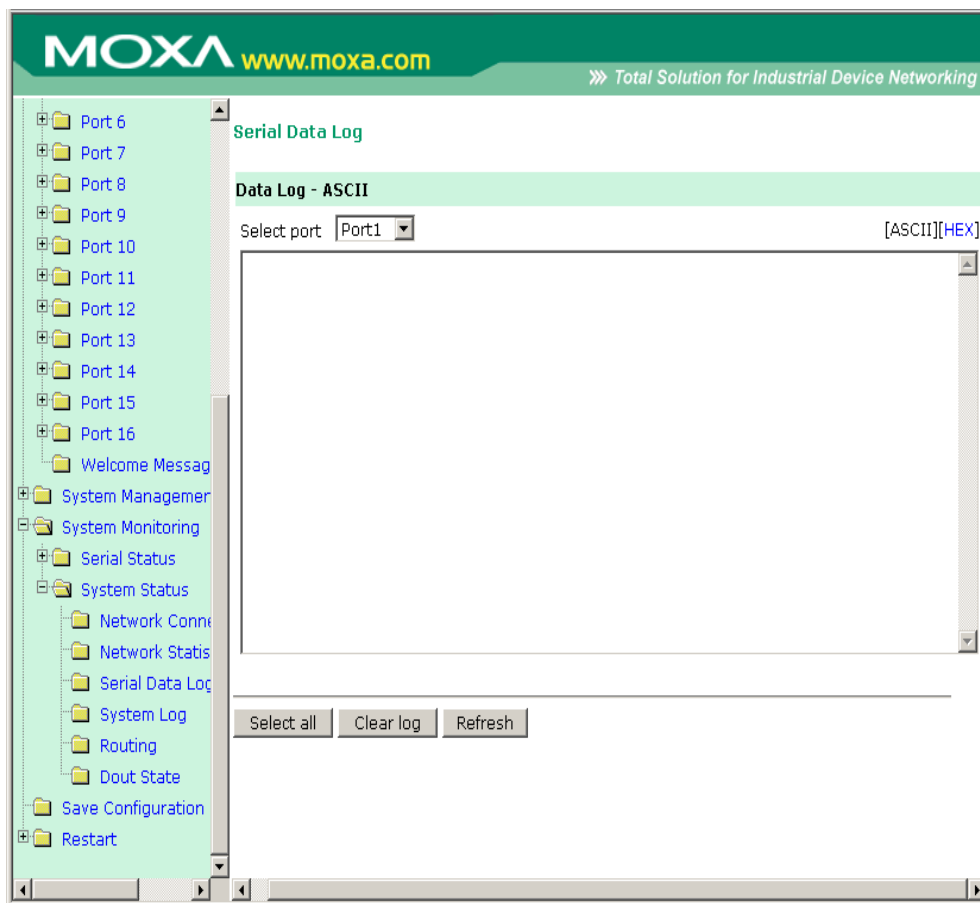 MOXA www.moxa.com
Total Solution for Industrial Device Networking
Port 6
Port 7
Port 8
Port 9
Port 10
Port 11
Port 12
Port 13
Port 14
Port 15
Port 16
Welcome Messag
System Managemer
System Monitoring
Serial Status
System Status
Network Conne
Network Statis
Serial Data Log
System Log
Routing
Dout State
Save Configuration
Restart
Serial Data Log
Data Log - ASCII
Select port Port1 [ASCII][HEX]
Select all Clear log Refresh